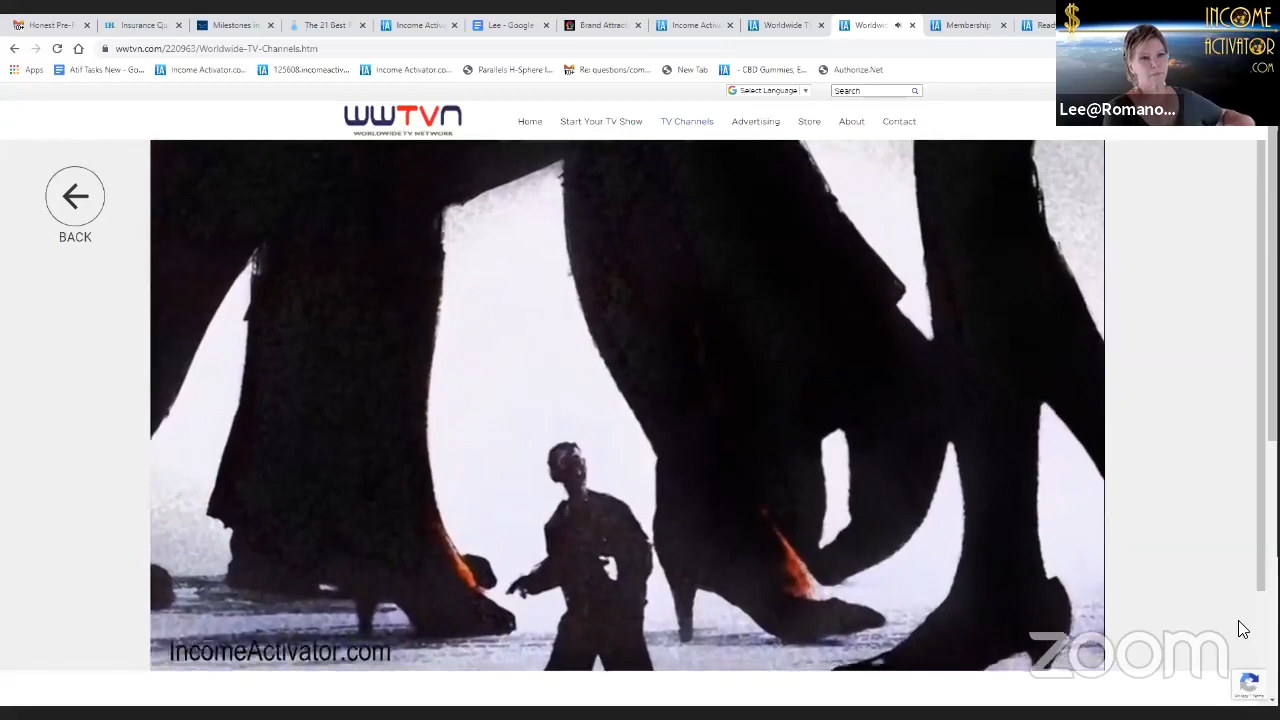 Honest Pre-F
Insurance Qu
Milestones in
The 21 Best F
Income Activ
Lee - Google
Brand Attract
Income Activ
Worldwide T
Worldwid
Membership
Read
wwtvn.com/220963/Worldwide-TV-Channels.htm
Apps
Atif Tasks New - Go...
Income Activator.co...
125608-incomeactiv...
Income Activator.co...
Parallels H-Sphere I...
Re: questions/com...
New Tab
- CBD Gummies, E...
Authorize.Net
INCOME
ACTIVATOR
.COM
Lee@Romano...
Select Language
Search
WWTVN
WORLDWIDE TV NETWORK
Home
Start Your TV Show
TV Channels
Advertising
Store
About
Contact
BACK
IncomeActivator.com
zoom
Privacy - Terms